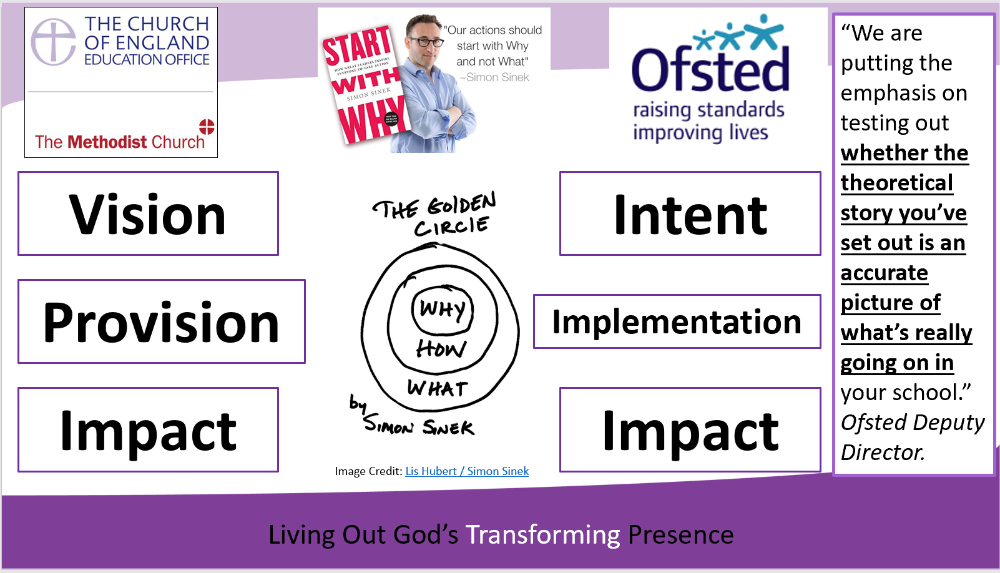 THE CHURCH
OF ENGLAND
EDUCATION OFFICE
The Methodist Church
START
HOW GREAT LEADERS INSPIRE
EVERYONE TO TAKE ACTION
WITH
SIMON SINEK
WHY
"Our actions should
start with Why
and not What"
~Simon Sinek
Ofsted
raising standards
improving lives
Vision
Provision
Impact
THE GOLDEN
CIRCLE
WHY
HOW
WHAT
by
SIMON SINEK
Image Credit: Lis Hubert / Simon Sinek
Intent
Implementation
Impact
“We are
putting the
emphasis on
testing out
whether the
theoretical
story you’ve
set out is an
accurate
picture of
what’s really
going on in
your school.”
Ofsted Deputy
Director.
Living Out God’s Transforming Presence